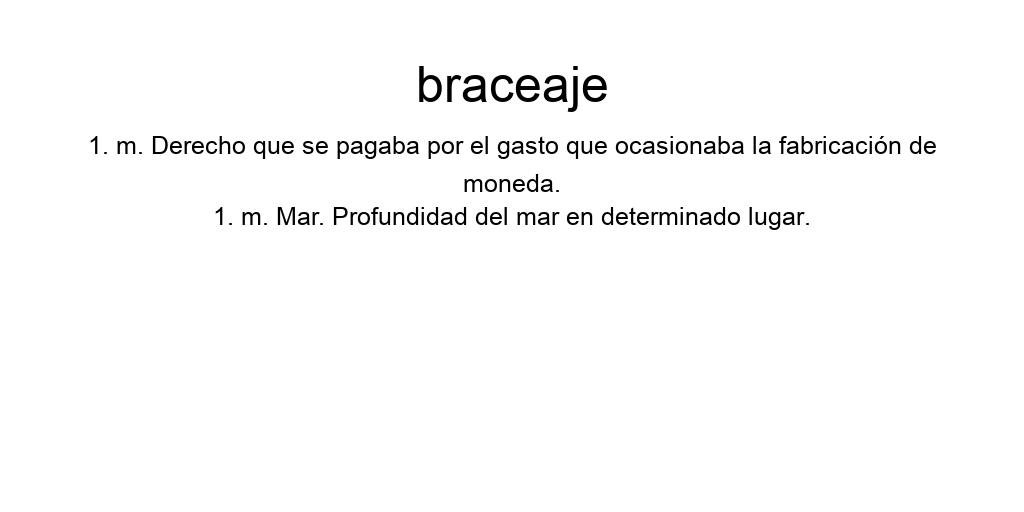 braceaje
1. m. Derecho que se pagaba por el gasto que ocasionaba la fabricación de
moneda.
1. m. Mar. Profundidad del mar en determinado lugar.